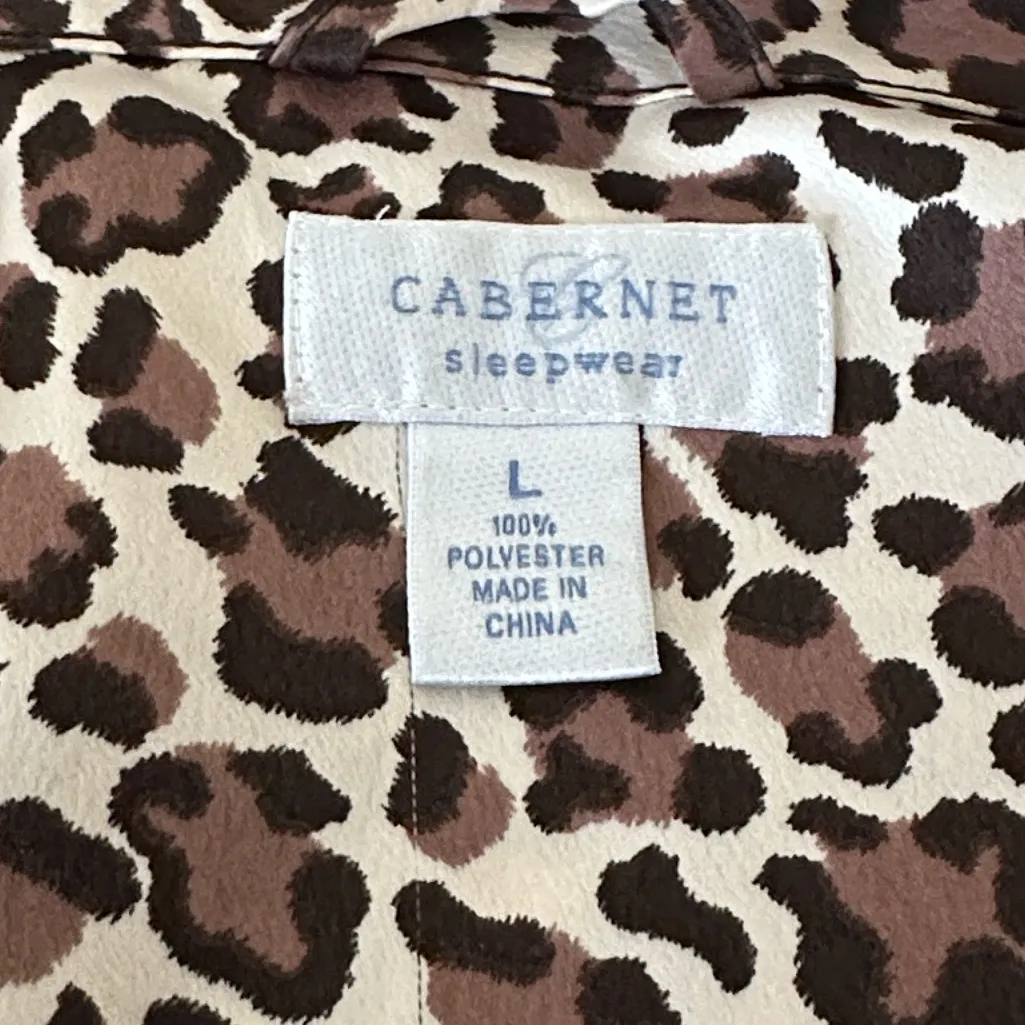 CABERNET
sleepwear
L
100%
POLYESTER
MADE IN
CHINA